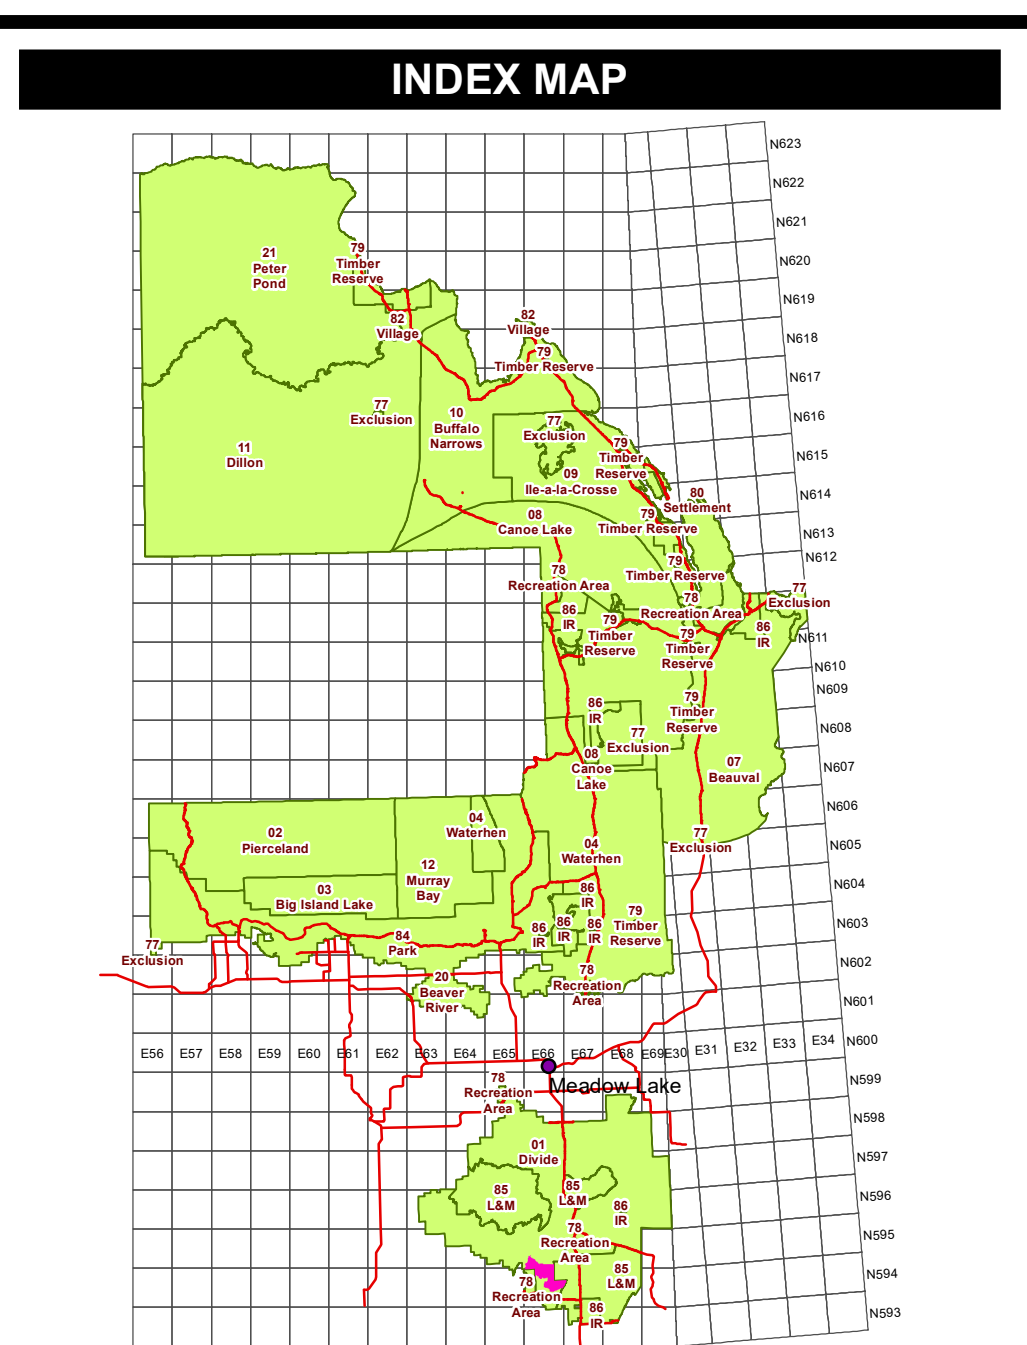 INDEX MAP
N623
N622
N621
N620
N619
N618
N617
N616
N615
N614
N613
N612
N611
N610
N609
N608
N607
N606
N605
N604
N603
N602
N601
N600
N599
N598
N597
N596
N595
N594
N593
21
Peter
Pond
79
Timber
Reserve
82
Village
82
Village
79
Timber Reserve
77
Exclusion
10
Buffalo
Narrows
77
Exclusion
79
Timber
Reserve
11
Dillon
09
Ile-a-la-Crosse
80
Settlement
08
Canoe Lake
79
Timber Reserve
79
Timber Reserve
78
Recreation Area
77
Exclusion
78
Recreation Area
86
IR
79
Timber
Reserve
79
Timber
Reserve
86
IR
86
IR
79
Timber
Reserve
77
Exclusion
08
Canoe
Lake
07
Beauval
02
Pierceland
04
Waterhen
04
Waterhen
77
Exclusion
12
Murray
Bay
03
Big Island Lake
86
IR
79
Timber
Reserve
86
IR
86
IR
86
IR
84
Park
77
Exclusion
20
Beaver
River
78
Recreation
Area
E56 E57 E58 E59 E60 E61 E62 E63 E64 E65 E66 E67 E68 E69 E30 E31 E32 E33 E34
Meadow Lake
78
Recreation
Area
01
Divide
85
L&M
85
L&M
86
IR
78
Recreation
Area
85
L&M
78
Recreation
Area
86
IR